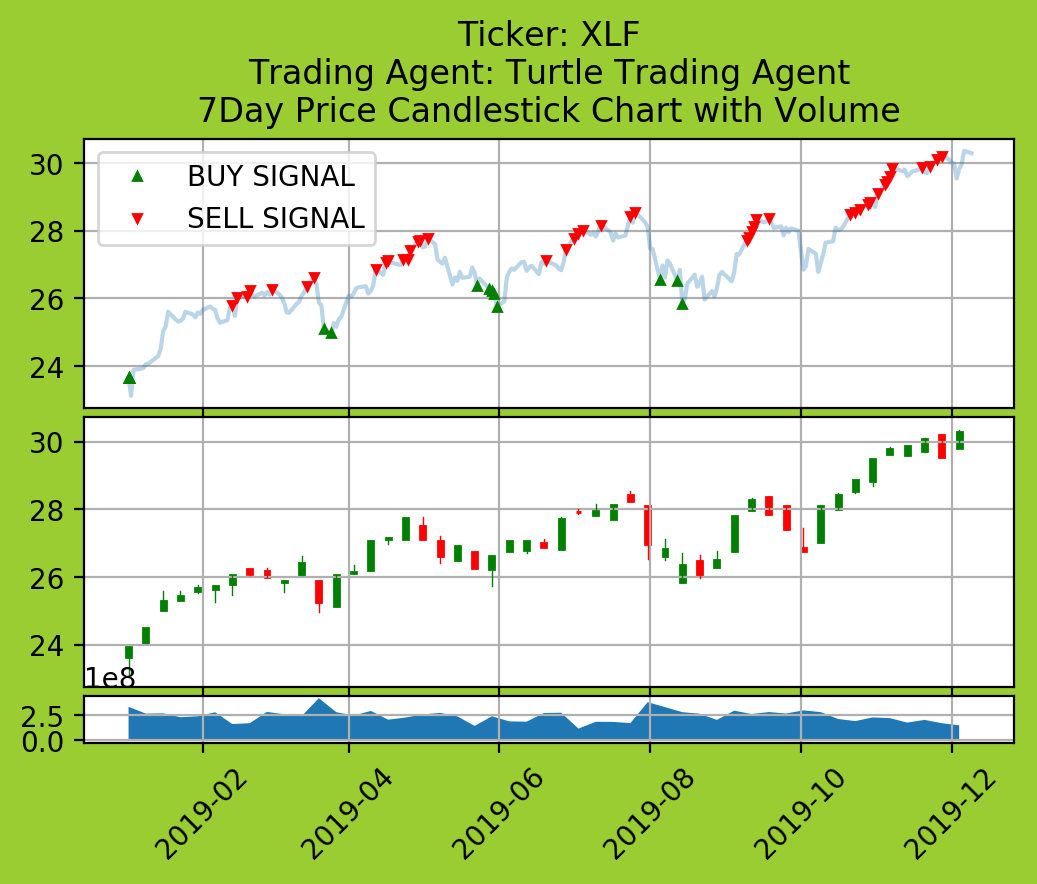 Ticker: XLF
Trading Agent: Turtle Trading Agent
7Day Price Candlestick Chart with Volume
30
28
26
24
BUY SIGNAL
SELL SIGNAL
30
28
26
24
1e8
2.5
0.0
2019-02
2019-04
2019-06
2019-08
2019-10
2019-12